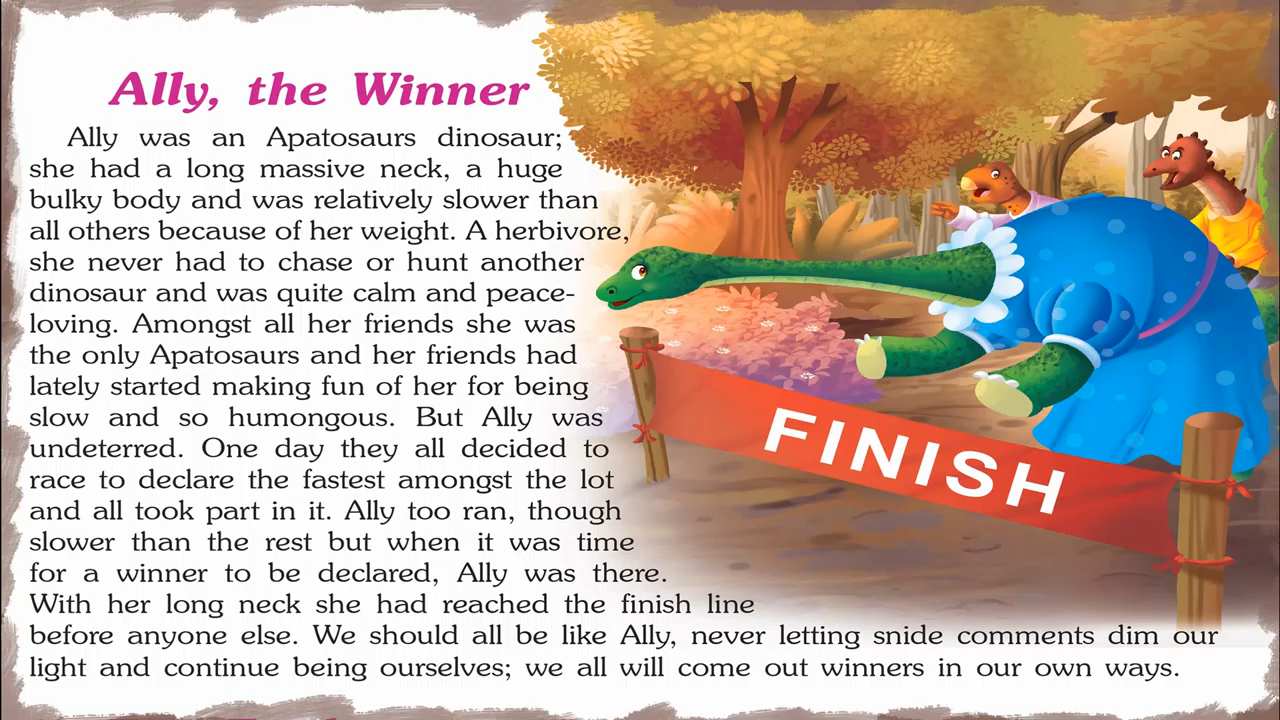 Ally, the Winner
Ally was an Apatosaurs dinosaur;
she had a long massive neck, a huge
bulky body and was relatively slower than
all others because of her weight. A herbivore,
she never had to chase or hunt another
dinosaur and was quite calm and peace-
loving. Amongst all her friends she was
the only Apatosaurs and her friends had
lately started making fun of her for being
slow and so humongous. But Ally was
undeterred. One day they all decided to
race to declare the fastest amongst the lot
and all took part in it. Ally too ran, though
slower than the rest but when it was time
for a winner to be declared, Ally was there.
With her long neck she had reached the finish line
before anyone else. We should all be like Ally, never letting snide comments dim our
light and continue being ourselves; we all will come out winners in our own ways.
FINISH